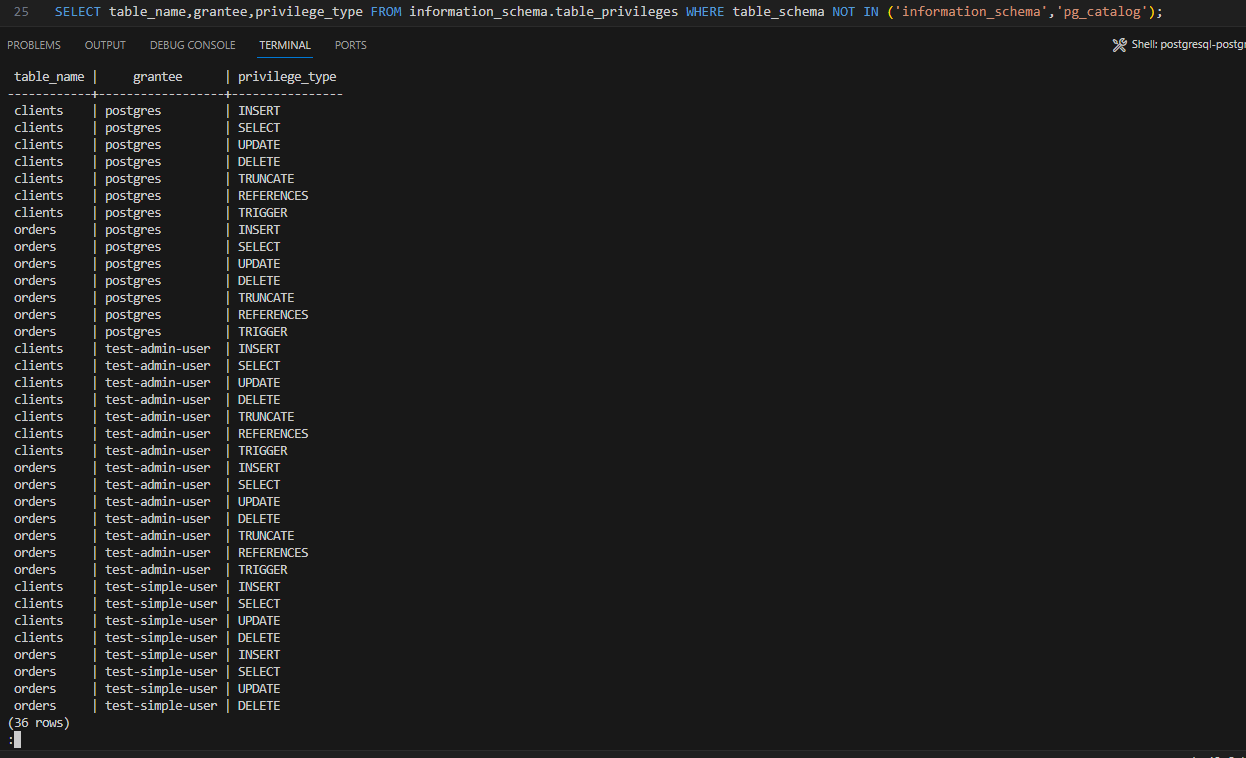 25 SELECT table_name,grantee,privilege_type FROM information_schema.table_privileges WHERE table_schema NOT IN ('information_schema','pg_catalog');
PROBLEMS OUTPUT DEBUG CONSOLE TERMINAL PORTS Shell: postgresql-postgr
table_name | grantee | privilege_type
------------+------------------+----------------
clients | postgres | INSERT
clients | postgres | SELECT
clients | postgres | UPDATE
clients | postgres | DELETE
clients | postgres | TRUNCATE
clients | postgres | REFERENCES
clients | postgres | TRIGGER
orders | postgres | INSERT
orders | postgres | SELECT
orders | postgres | UPDATE
orders | postgres | DELETE
orders | postgres | TRUNCATE
orders | postgres | REFERENCES
orders | postgres | TRIGGER
clients | test-admin-user | INSERT
clients | test-admin-user | SELECT
clients | test-admin-user | UPDATE
clients | test-admin-user | DELETE
clients | test-admin-user | TRUNCATE
clients | test-admin-user | REFERENCES
clients | test-admin-user | TRIGGER
orders | test-admin-user | INSERT
orders | test-admin-user | SELECT
orders | test-admin-user | UPDATE
orders | test-admin-user | DELETE
orders | test-admin-user | TRUNCATE
orders | test-admin-user | REFERENCES
orders | test-admin-user | TRIGGER
clients | test-simple-user | INSERT
clients | test-simple-user | SELECT
clients | test-simple-user | UPDATE
clients | test-simple-user | DELETE
orders | test-simple-user | INSERT
orders | test-simple-user | SELECT
orders | test-simple-user | UPDATE
orders | test-simple-user | DELETE
(36 rows)
: